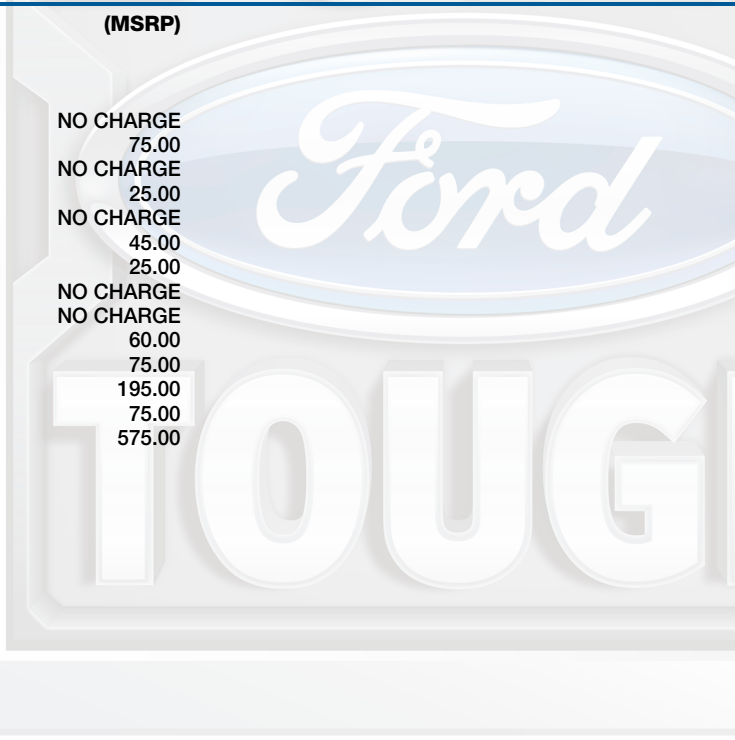 (MSRP)
NO CHARGE
75.00
NO CHARGE
25.00
NO CHARGE
45.00
25.00
NO CHARGE
NO CHARGE
60.00
75.00
195.00
75.00
575.00
Ford
TOUG